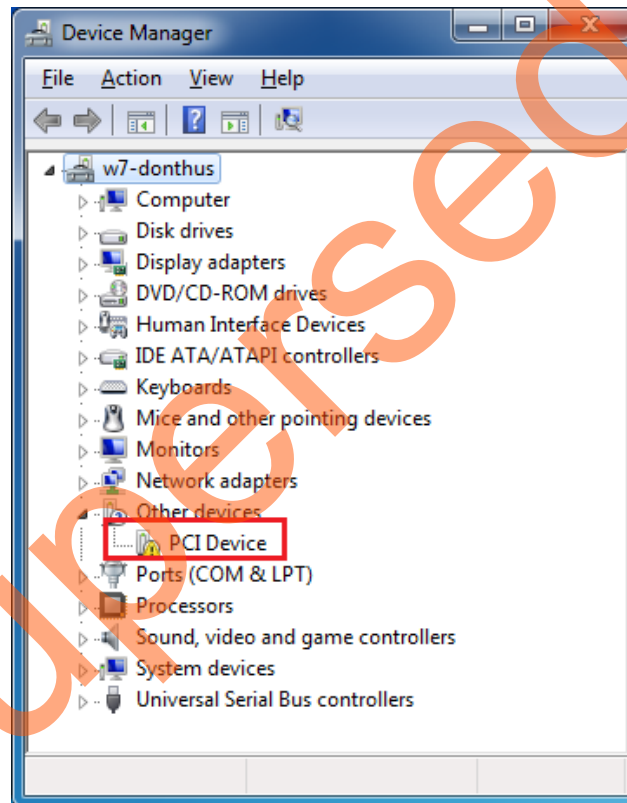 Device Manager
File Action View Help
w7-donthus
Computer
Disk drives
Display adapters
DVD/CD-ROM drives
Human Interface Devices
IDE ATA/ATAPI controllers
Keyboards
Mice and other pointing devices
Monitors
Network adapters
Other devices
PCI Device
Ports (COM & LPT)
Processors
Sound, video and game controllers
System devices
Universal Serial Bus controllers
upersed